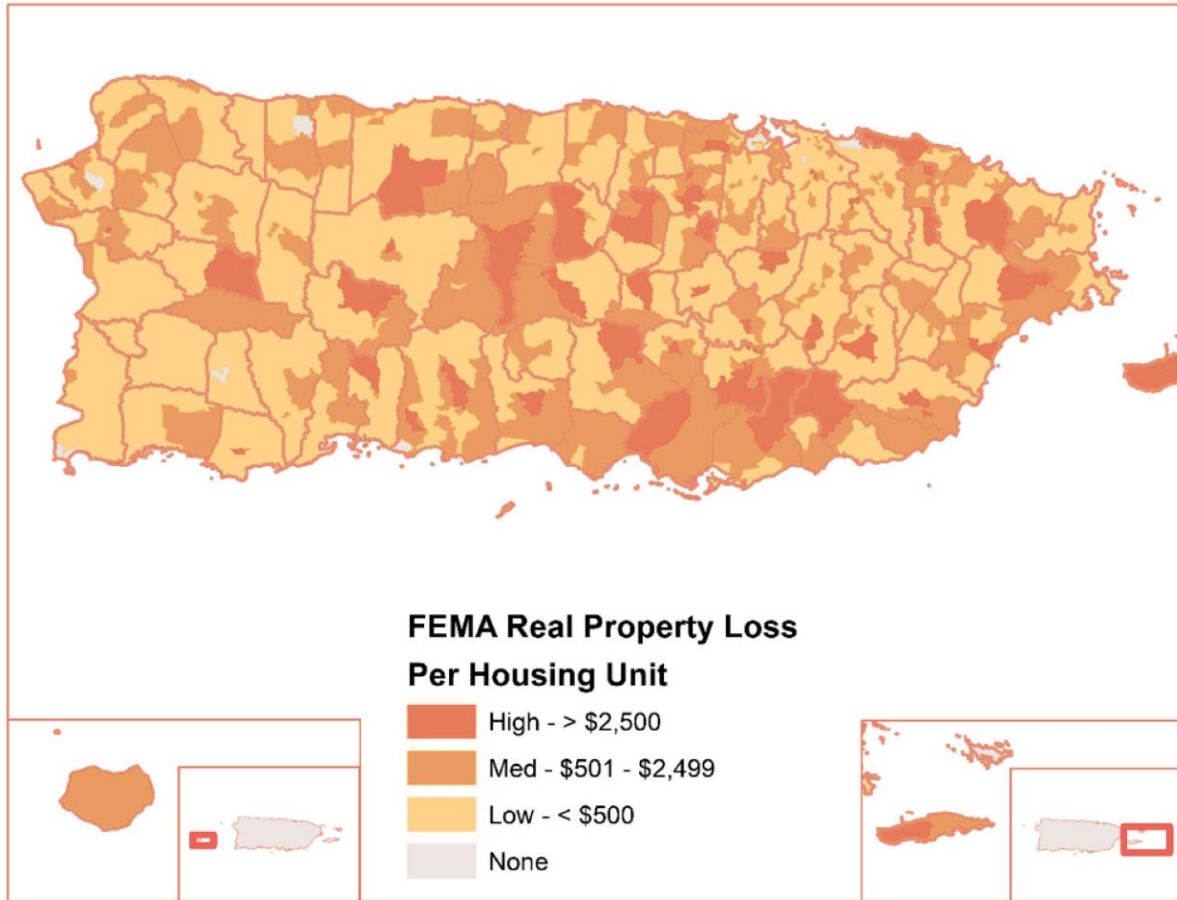 FEMA Real Property Loss
Per Housing Unit
High - > $2,500
Med - $501 - $2,499
Low - < $500
None